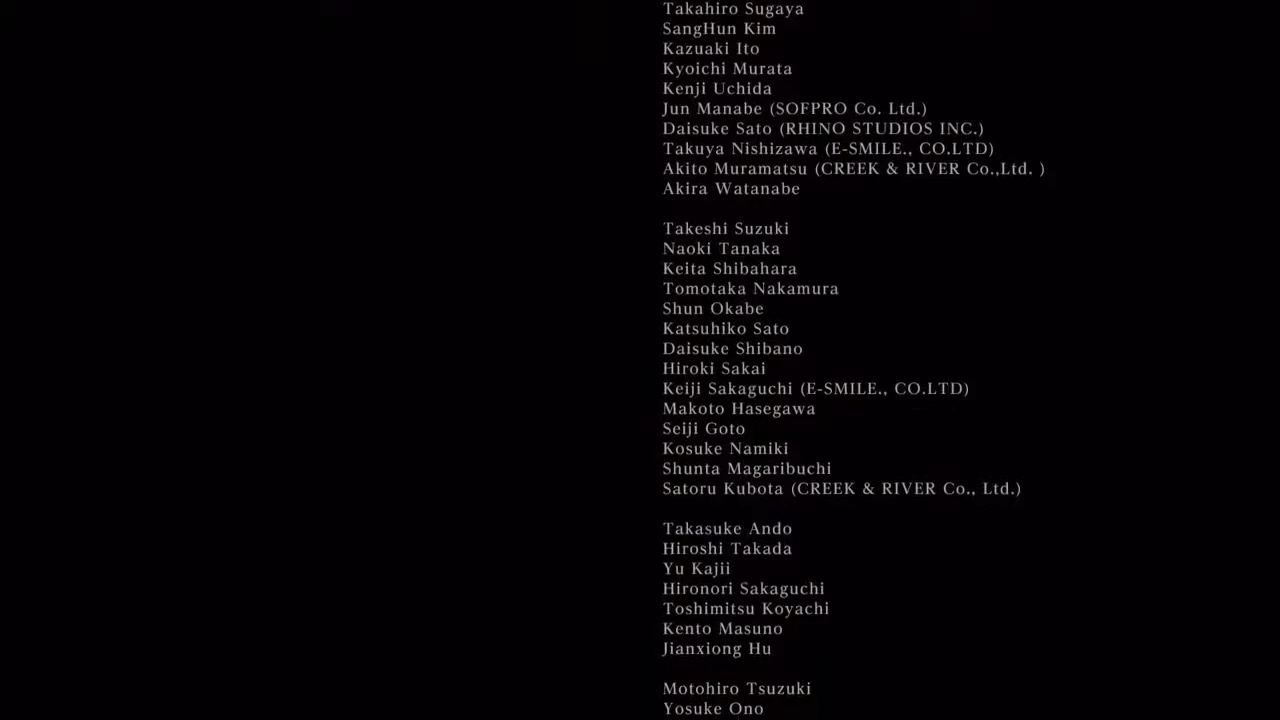 Takahiro Sugaya
SangHun Kim
Kazuaki Ito
Kyoichi Murata
Kenji Uchida
Jun Manabe (SOFPRO Co. Ltd.)
Daisuke Sato (RHINO STUDIOS INC.)
Takuya Nishizawa (E-SMILE., CO.LTD)
Akito Muramatsu (CREEK & RIVER Co.,Ltd. )
Akira Watanabe
Takeshi Suzuki
Naoki Tanaka
Keita Shibahara
Tomotaka Nakamura
Shun Okabe
Katsuhiko Sato
Daisuke Shibano
Hiroki Sakai
Keiji Sakaguchi (E-SMILE., CO.LTD)
Makoto Hasegawa
Seiji Goto
Kosuke Namiki
Shunta Magaribuchi
Satoru Kubota (CREEK & RIVER Co., Ltd.)
Takasuke Ando
Hiroshi Takada
Yu Kajii
Hironori Sakaguchi
Toshimitsu Koyachi
Kento Masuno
Jianxiong Hu
Motohiro Tsuzuki
Yosuke Ono